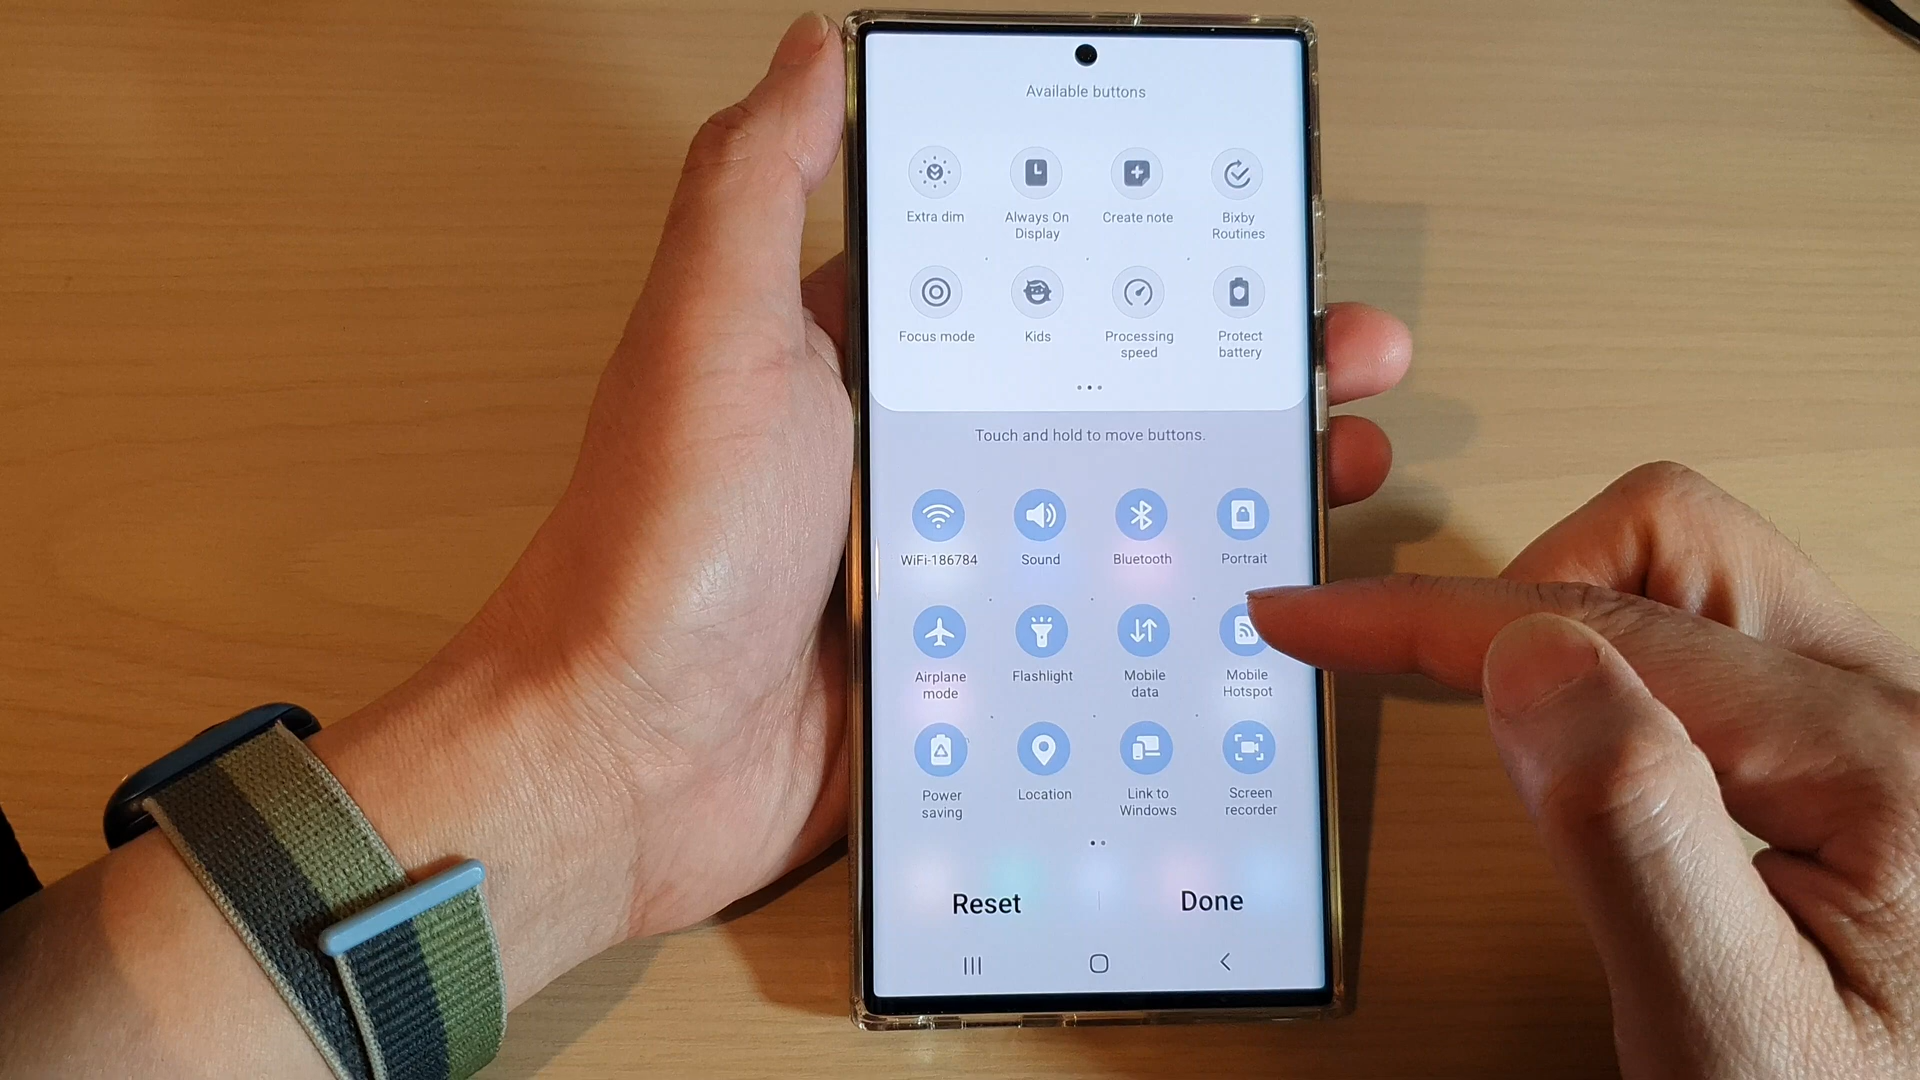 Available buttons
Extra dim
Always On
Display
Create note
Bixby
Routines
Focus mode
Kids
Processing
speed
Protect
battery
Touch and hold to move buttons.
WiFi-186784
Sound
Bluetooth
Portrait
Airplane
mode
Flashlight
Mobile
data
Mobile
Hotspot
Power
saving
Location
Link to
Windows
Screen
recorder
Reset
Done